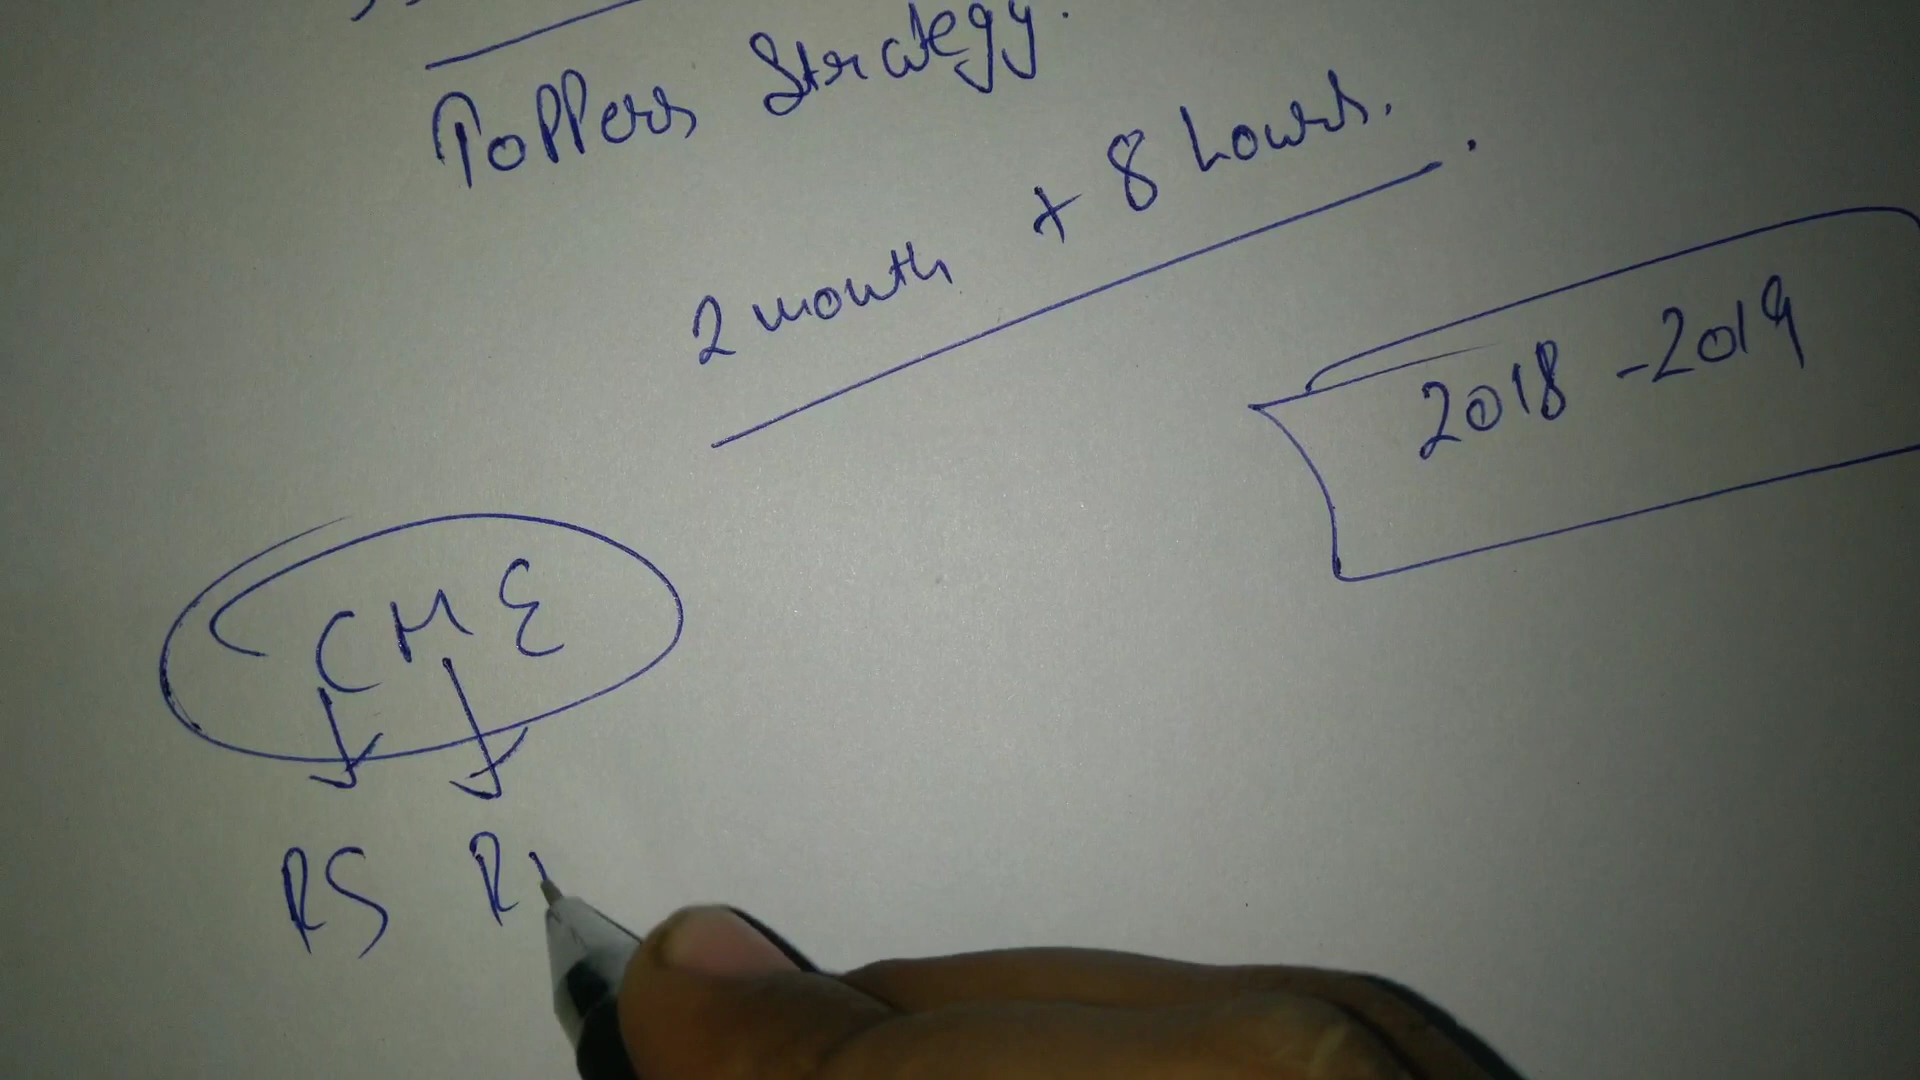 Toppers Strategy.
2 month + 8 hours.
2018 - 2019
CME
RS R